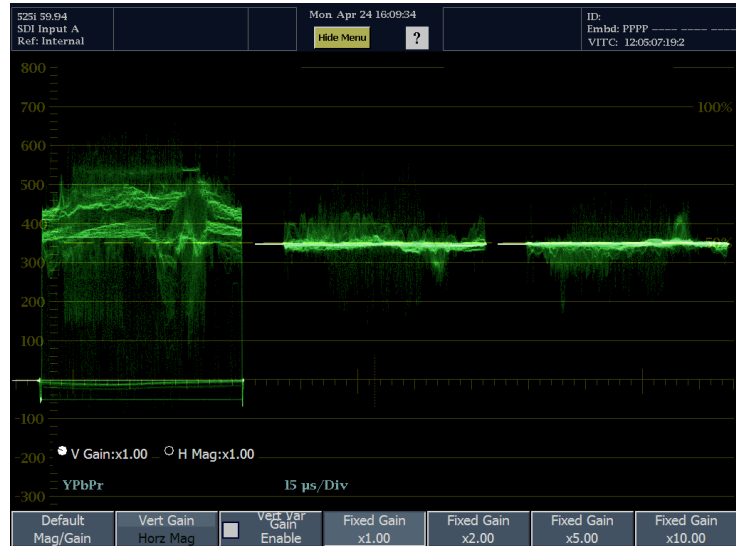 525i 59.94
SDI Input A
Ref: Internal
Mon Apr 24 16:09:34
Hide Menu
?
ID:
Embd: PPPP ---- ---- ----
VITC: 12:05:07:19:2
800
700
100%
600
500
400
50%
300
200
100
-100
V Gain:x1.00
H Mag:x1.00
-200
YPbPr
15 µs/Div
-300
Default
Mag/Gain
Vert Gain
Horz Mag
Vert Var
Gain
Enable
Fixed Gain
x1.00
Fixed Gain
x2.00
Fixed Gain
x5.00
Fixed Gain
x10.00